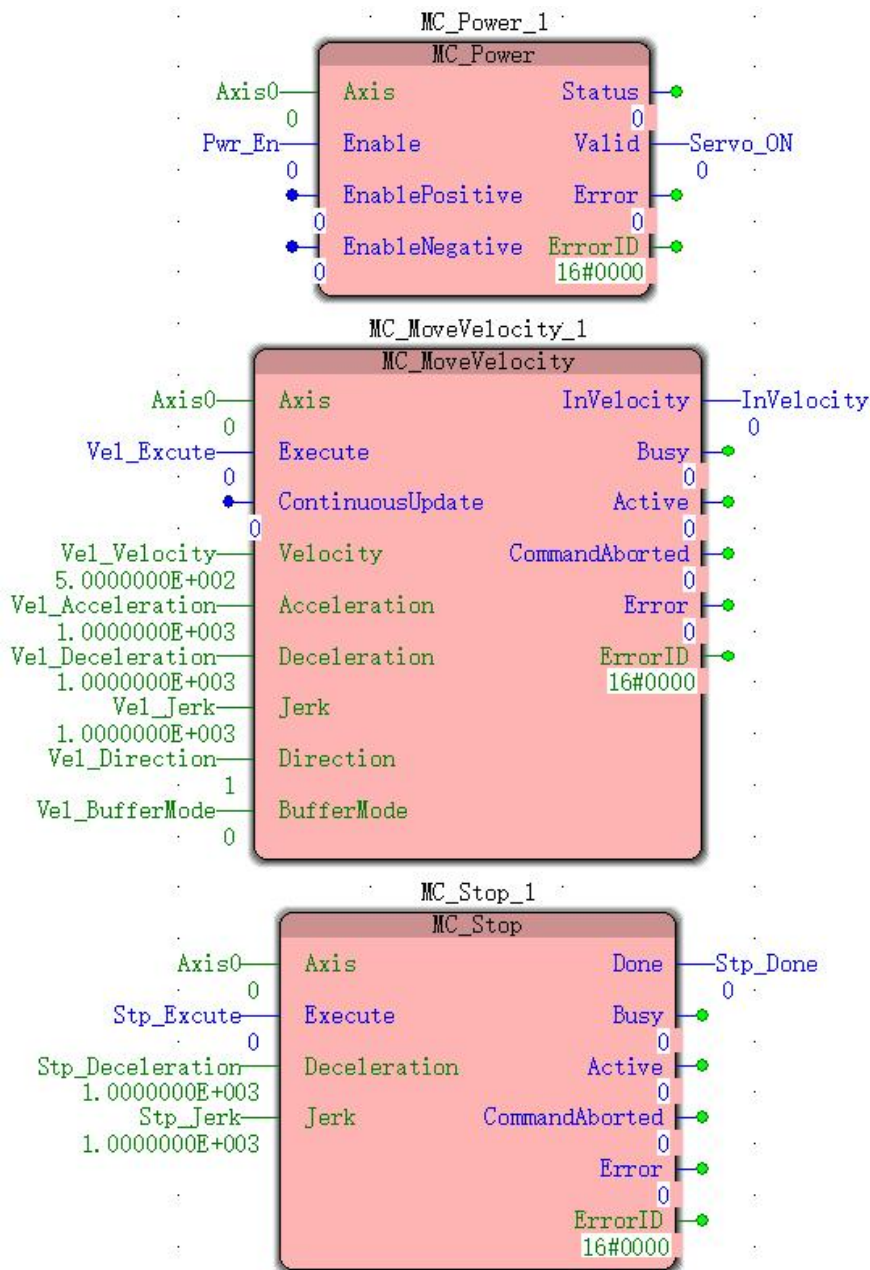 MC_Power_1
MC_Power
Axis0 Axis Status
0 0
Pwr_En Enable Valid Servo_ON
0 0
EnablePositive Error
0 0
EnableNegative ErrorID
0 16#0000
MC_MoveVelocity_1
MC_MoveVelocity
Axis0 Axis InVelocity InVelocity
0 0
Vel_Excute Execute Busy
0 0
ContinuousUpdate Active
0 0
Vel_Velocity Velocity CommandAborted
5.0000000E+002 0
Vel_Acceleration Acceleration Error
1.0000000E+003 0
Vel_Deceleration Deceleration ErrorID
1.0000000E+003 16#0000
Vel_Jerk Jerk
1.0000000E+003
Vel_Direction Direction
1
Vel_BufferMode BufferMode
0
MC_Stop_1
MC_Stop
Axis0 Axis Done Stp_Done
0 0
Stp_Excute Execute Busy
0 0
Stp_Deceleration Deceleration Active
1.0000000E+003 0
Stp_Jerk Jerk CommandAborted
1.0000000E+003 0
Error
0
ErrorID
16#0000